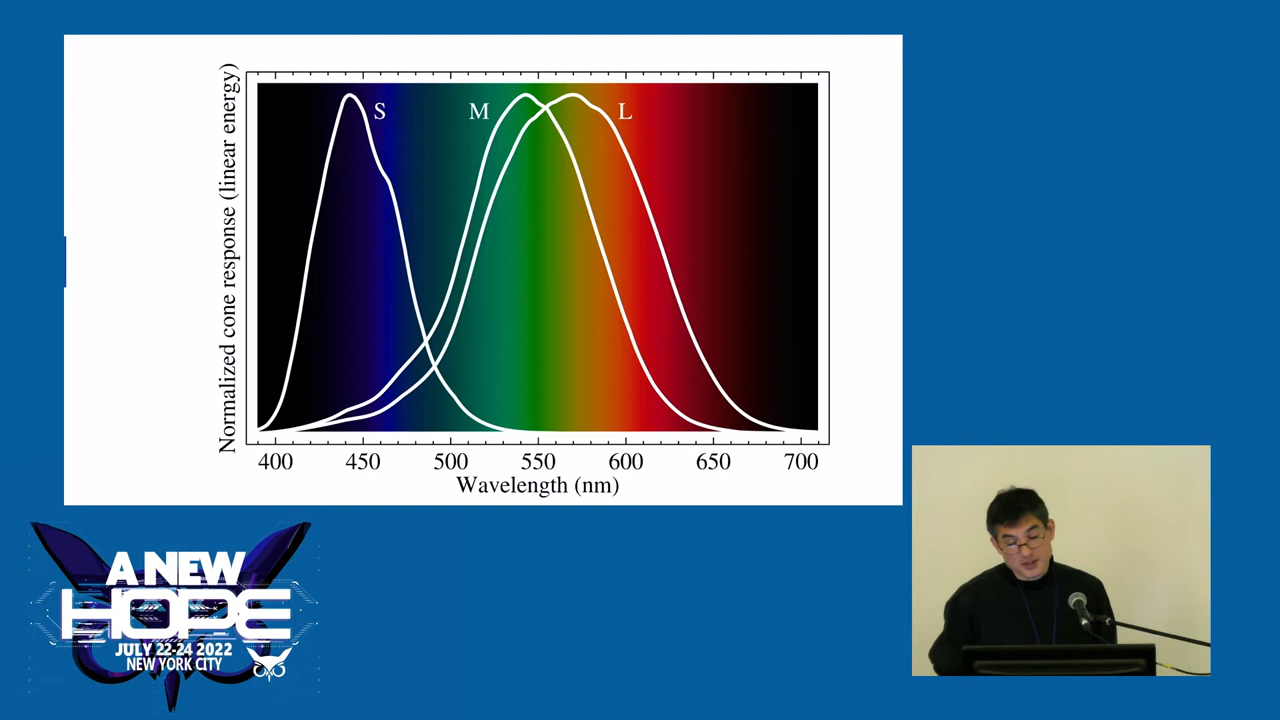 Normalized cone response (linear energy)
S
M
L
400 450 500 550 600 650 700
Wavelength (nm)
A NEW
HOPE
JULY 22-24 2022
NEW YORK CITY